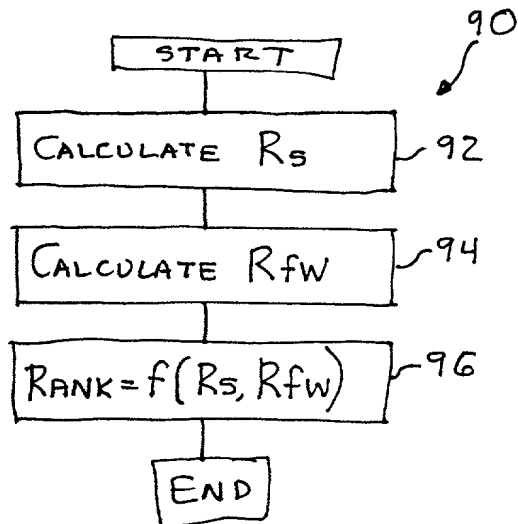 90
START
CALCULATE Rs
92
CALCULATE Rfw
94
RANK = f(Rs, Rfw)
96
END